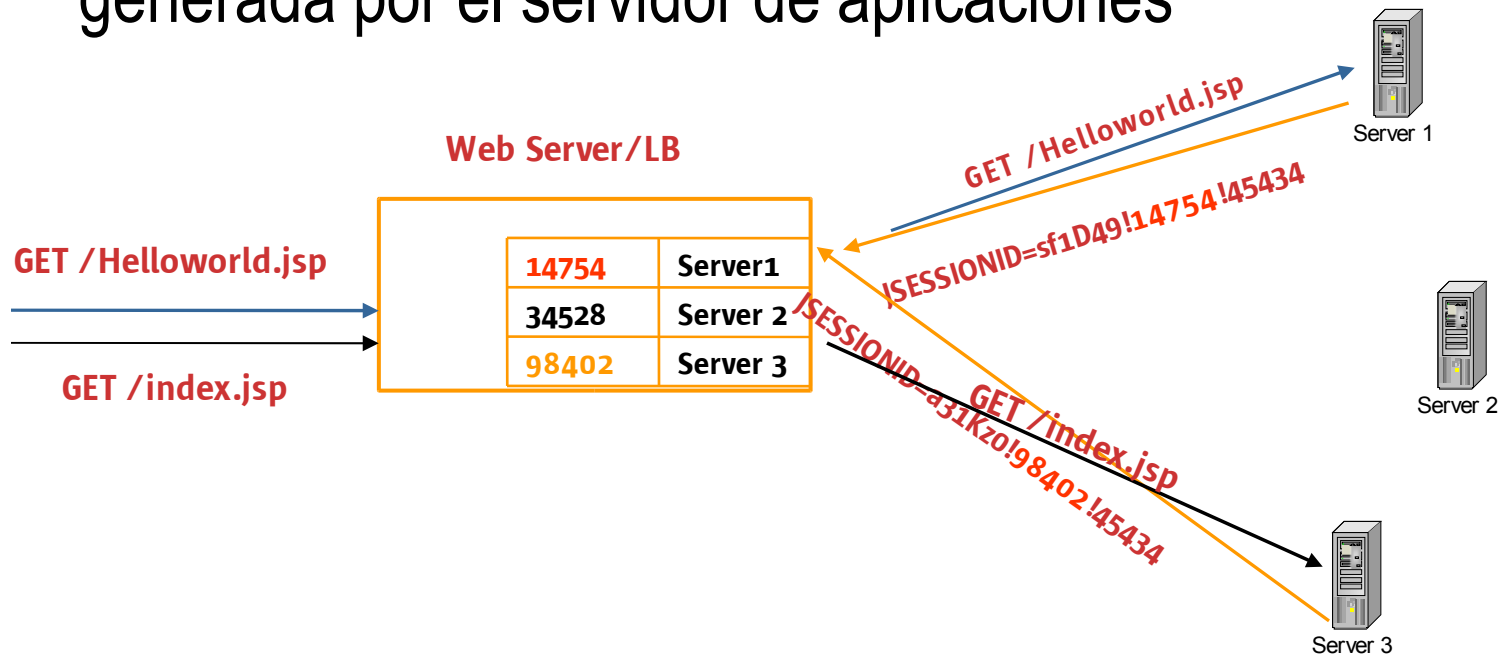 generada por el servidor de aplicaciones
Web Server/LB
GET /Helloworld.jsp
GET /index.jsp
14754 Server1
34528 Server 2
98402 Server 3
GET /Helloworld.jsp
JSESSIONID=sf1D49!14754!45434
JSESSIONID=a31Kz0!98402!45434
GET /index.jsp
Server 1
Server 2
Server 3